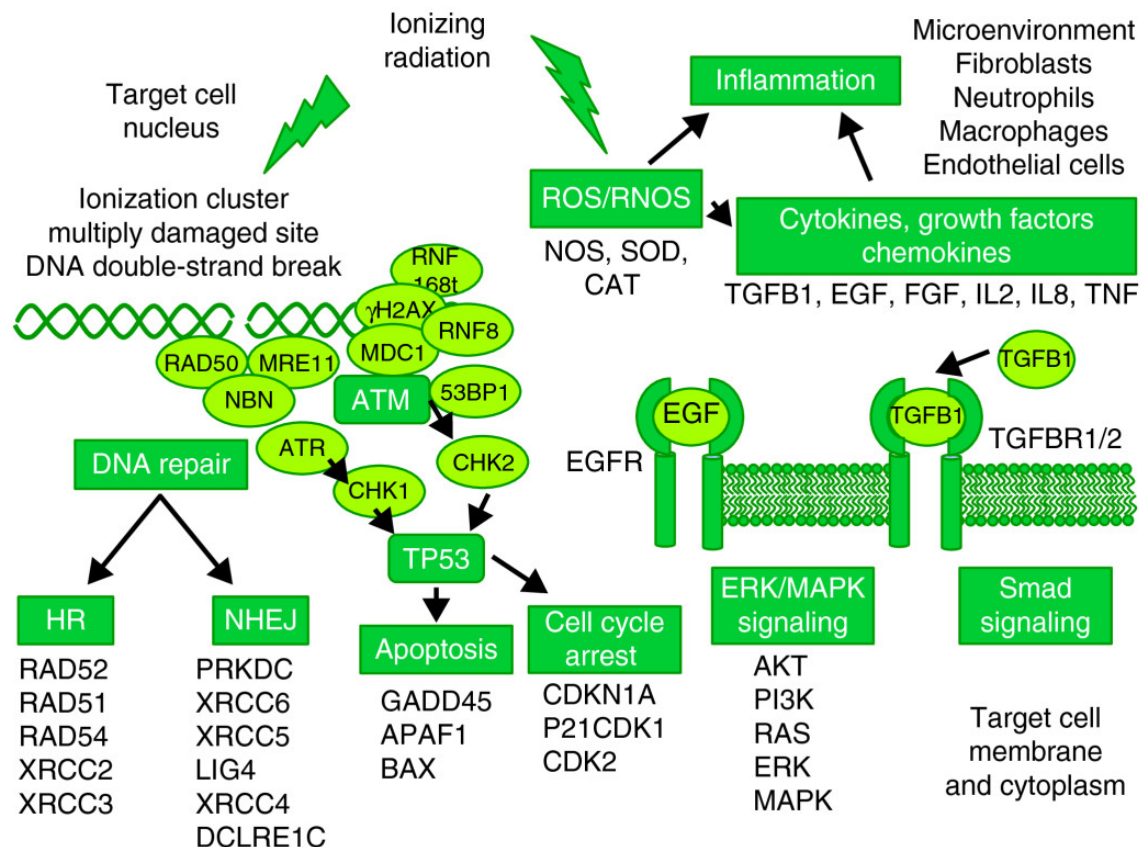 Ionizing
radiation
Target cell
nucleus
Ionization cluster
multiply damaged site
DNA double-strand break
Microenvironment
Fibroblasts
Neutrophils
Macrophages
Endothelial cells
Inflammation
ROS/RNOS
NOS, SOD,
CAT
Cytokines, growth factors
chemokines
TGFB1, EGF, FGF, IL2, IL8, TNF
RNF
168t
γH2AX
RNF8
MDC1
RAD50
MRE11
NBN
ATM
53BP1
ATR
CHK2
CHK1
TP53
DNA repair
HR
RAD52
RAD51
RAD54
XRCC2
XRCC3
NHEJ
PRKDC
XRCC6
XRCC5
LIG4
XRCC4
DCLRE1C
Apoptosis
GADD45
APAF1
BAX
Cell cycle
arrest
CDKN1A
P21CDK1
CDK2
EGF
EGFR
TGFB1
TGFB1
TGFBR1/2
ERK/MAPK
signaling
AKT
PI3K
RAS
ERK
MAPK
Smad
signaling
Target cell
membrane
and cytoplasm